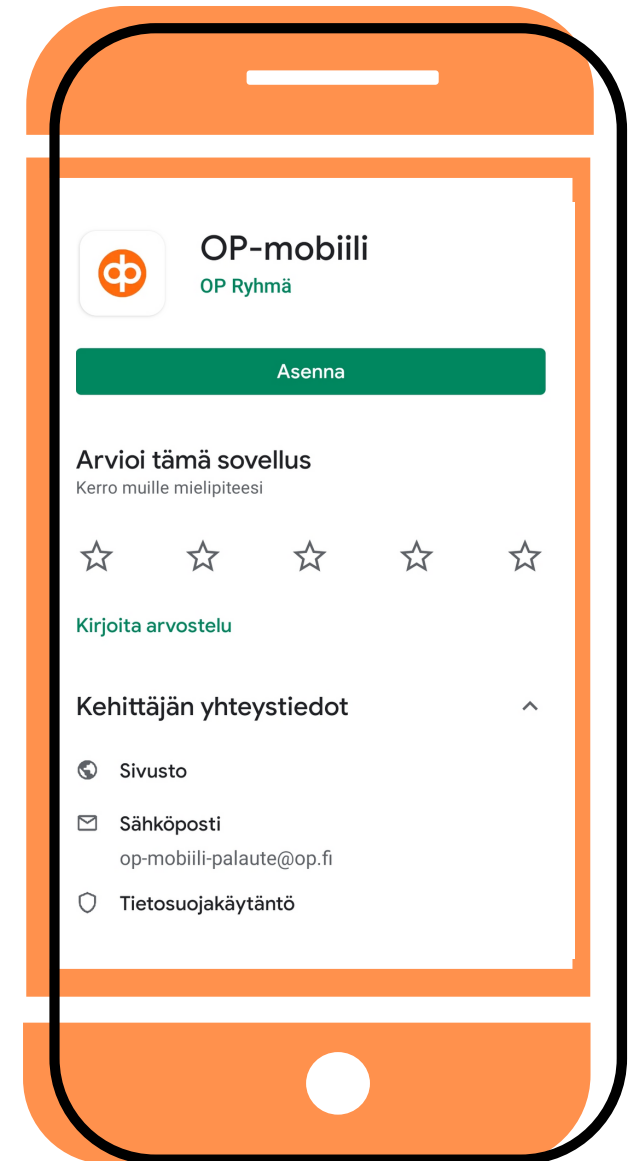 OP-mobiili
OP Ryhmä
Asenna
Arvioi tämä sovellus
Kerro muille mielipiteesi
Kirjoita arvostelu
Kehittäjän yhteystiedot
Sivusto
Sähköposti
op-mobiili-palaute@op.fi
Tietosuojakäytäntö